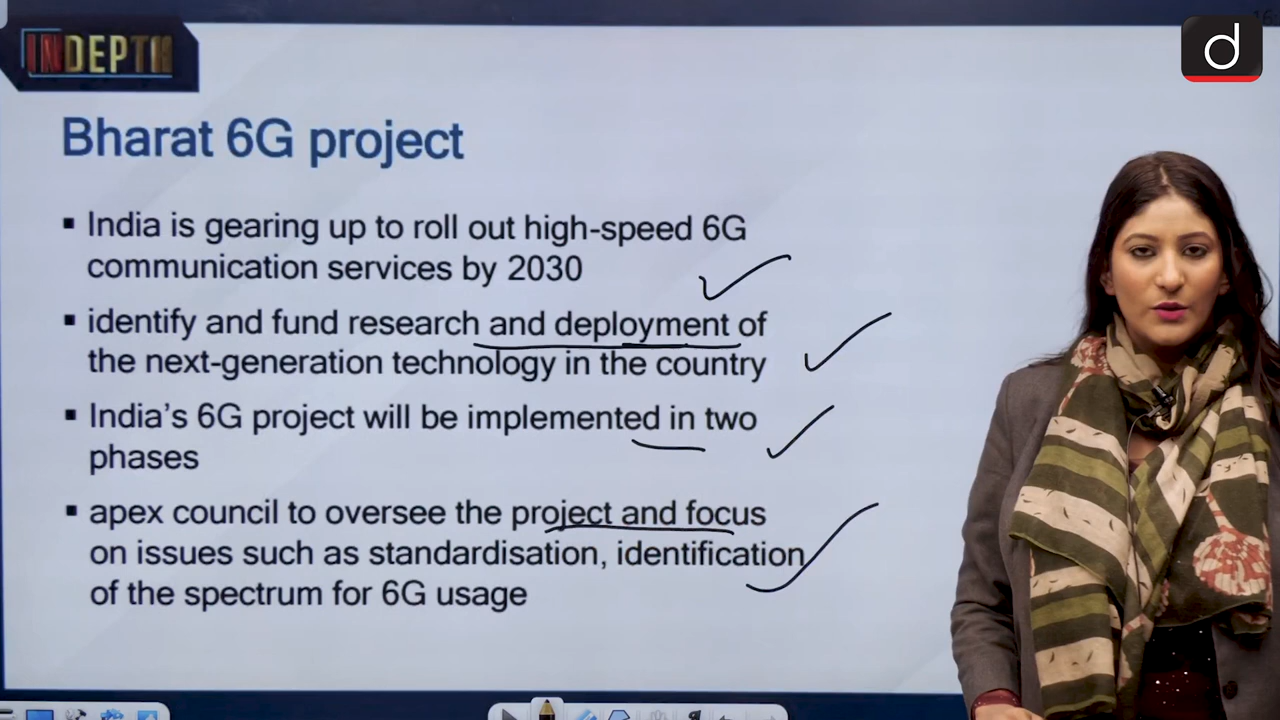 INDEPTH
d
Bharat 6G project
▪ India is gearing up to roll out high-speed 6G
communication services by 2030
▪ identify and fund research and deployment of
the next-generation technology in the country
▪ India’s 6G project will be implemented in two
phases
▪ apex council to oversee the project and focus
on issues such as standardisation, identification
of the spectrum for 6G usage